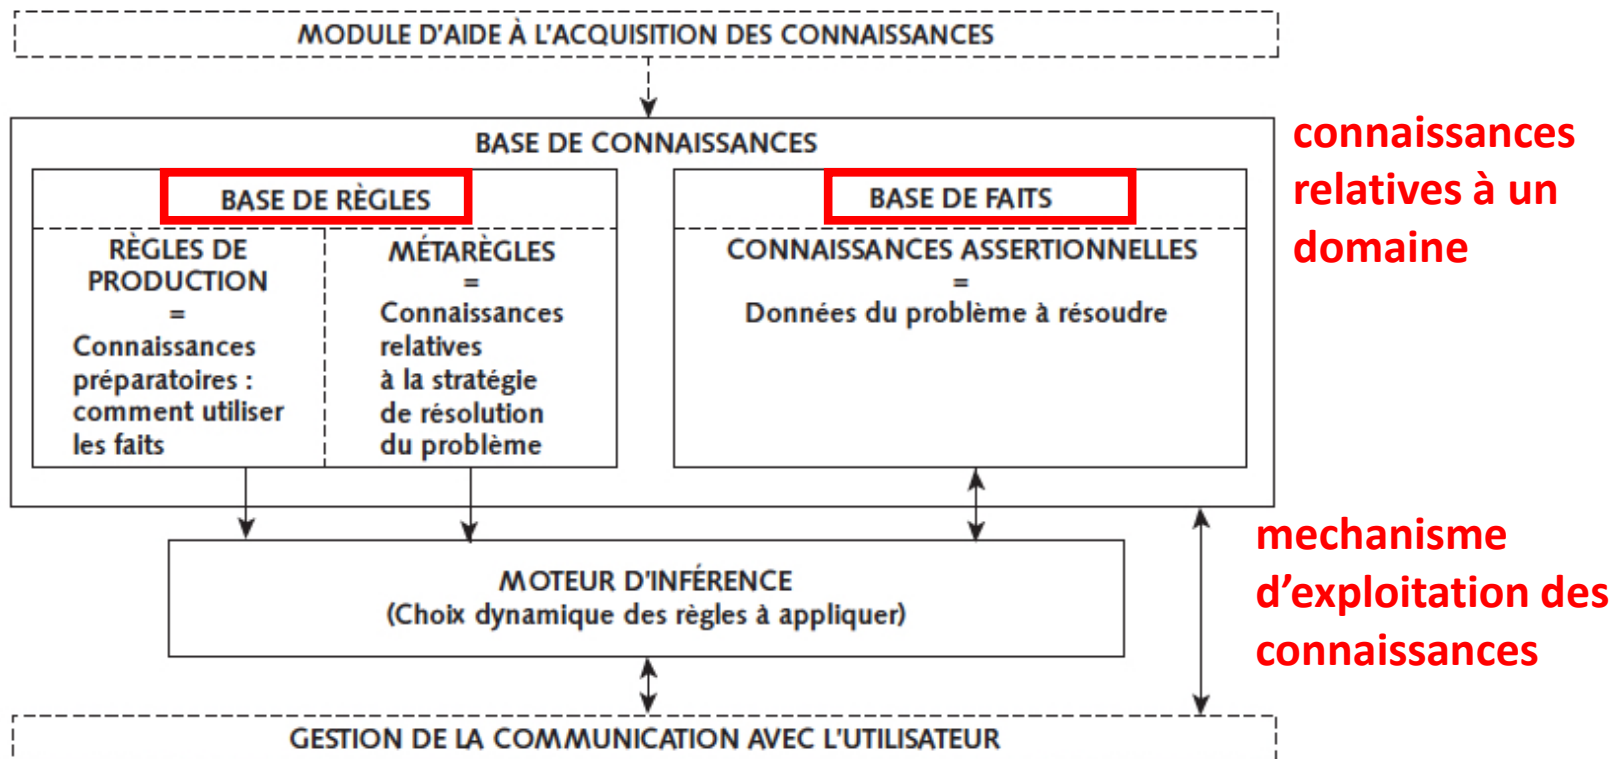 MODULE D'AIDE À L'ACQUISITION DES CONNAISSANCES
BASE DE CONNAISSANCES
BASE DE RÈGLES
RÈGLES DE
PRODUCTION
=
Connaissances
préparatoires :
comment utiliser
les faits
MÉTARÈGLES
=
Connaissances
relatives
à la stratégie
de résolution
du problème
BASE DE FAITS
CONNAISSANCES ASSERTIONNELLES
=
Données du problème à résoudre
connaissances
relatives à un
domaine
MOTEUR D'INFÉRENCE
(Choix dynamique des règles à appliquer)
mechanisme
d’exploitation des
connaissances
GESTION DE LA COMMUNICATION AVEC L'UTILISATEUR